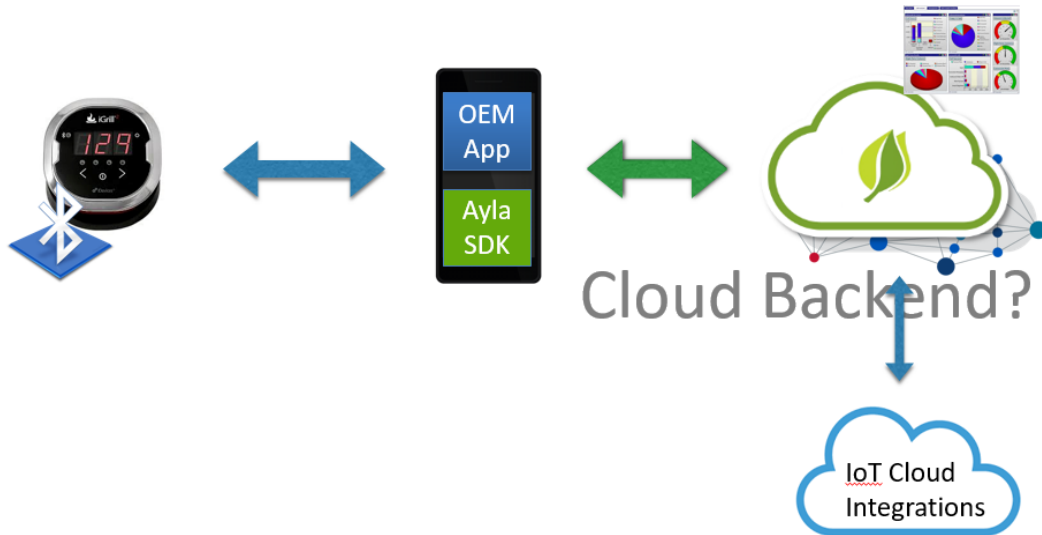 iGrill
129
OEM
App
Ayla
SDK
Cloud Backend?
IoT Cloud
Integrations